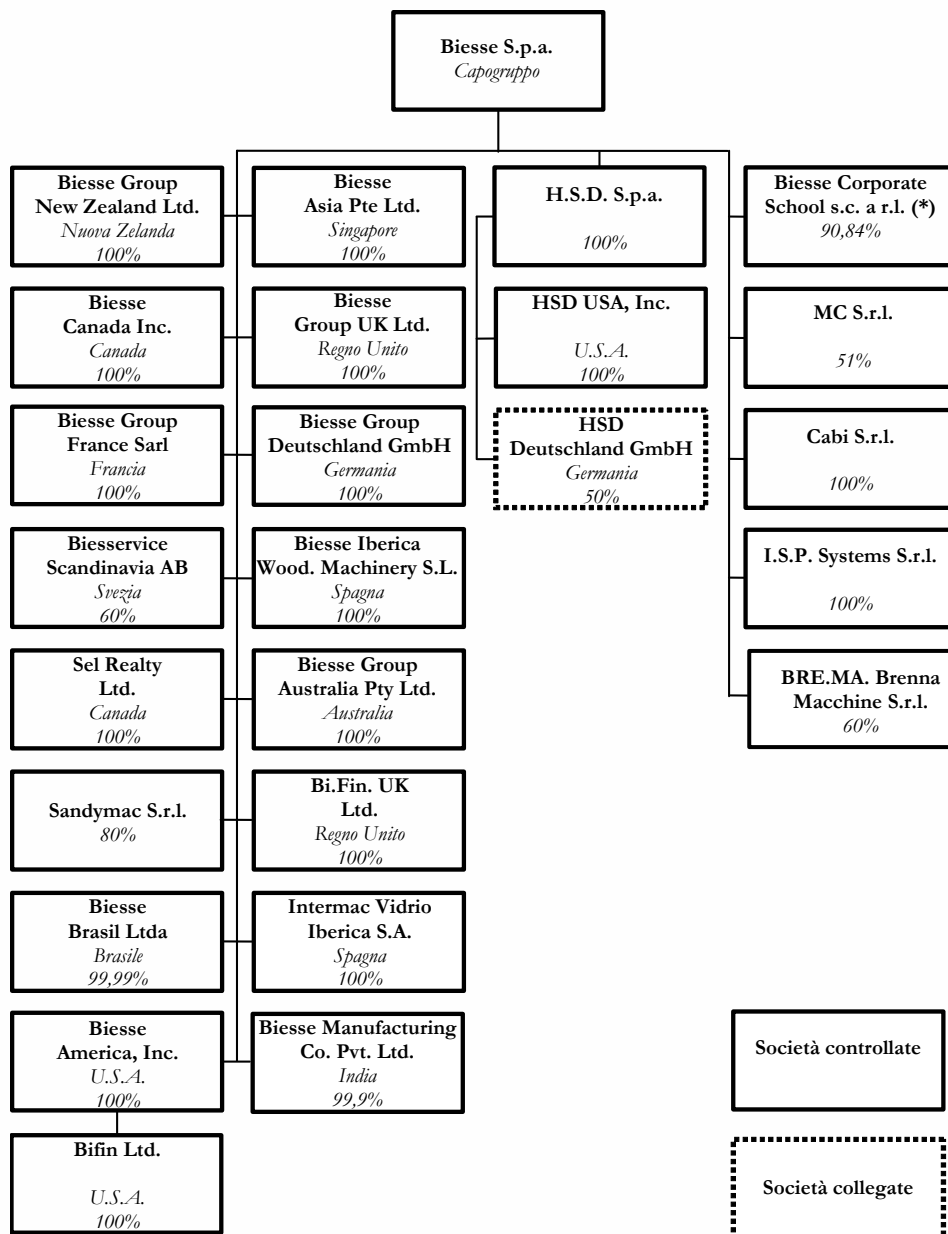 Biesse S.p.a.
Capogruppo
Biesse Group
New Zealand Ltd.
Nuova Zelanda
100%
Biesse
Asia Pte Ltd.
Singapore
100%
H.S.D. S.p.a.
100%
Biesse Corporate
School s.c. a r.l. (*)
90,84%
Biesse
Canada Inc.
Canada
100%
Biesse
Group UK Ltd.
Regno Unito
100%
HSD USA, Inc.
U.S.A.
100%
MC S.r.l.
51%
Biesse Group
France Sarl
Francia
100%
Biesse Group
Deutschland GmbH
Germania
100%
HSD
Deutschland GmbH
Germania
50%
Cabi S.r.l.
100%
Biesservice
Scandinavia AB
Svezia
60%
Biesse Iberica
Wood. Machinery S.L.
Spagna
100%
I.S.P. Systems S.r.l.
100%
Sel Realty
Ltd.
Canada
100%
Biesse Group
Australia Pty Ltd.
Australia
100%
BRE.MA. Brenna
Macchine S.r.l.
60%
Sandymac S.r.l.
80%
Bi.Fin. UK
Ltd.
Regno Unito
100%
Biesse
Brasil Ltda
Brasile
99,99%
Intermac Vidrio
Iberica S.A.
Spagna
100%
Biesse
America, Inc.
U.S.A.
100%
Biesse Manufacturing
Co. Pvt. Ltd.
India
99,9%
Società controllate
Bifin Ltd.
U.S.A.
100%
Società collegate